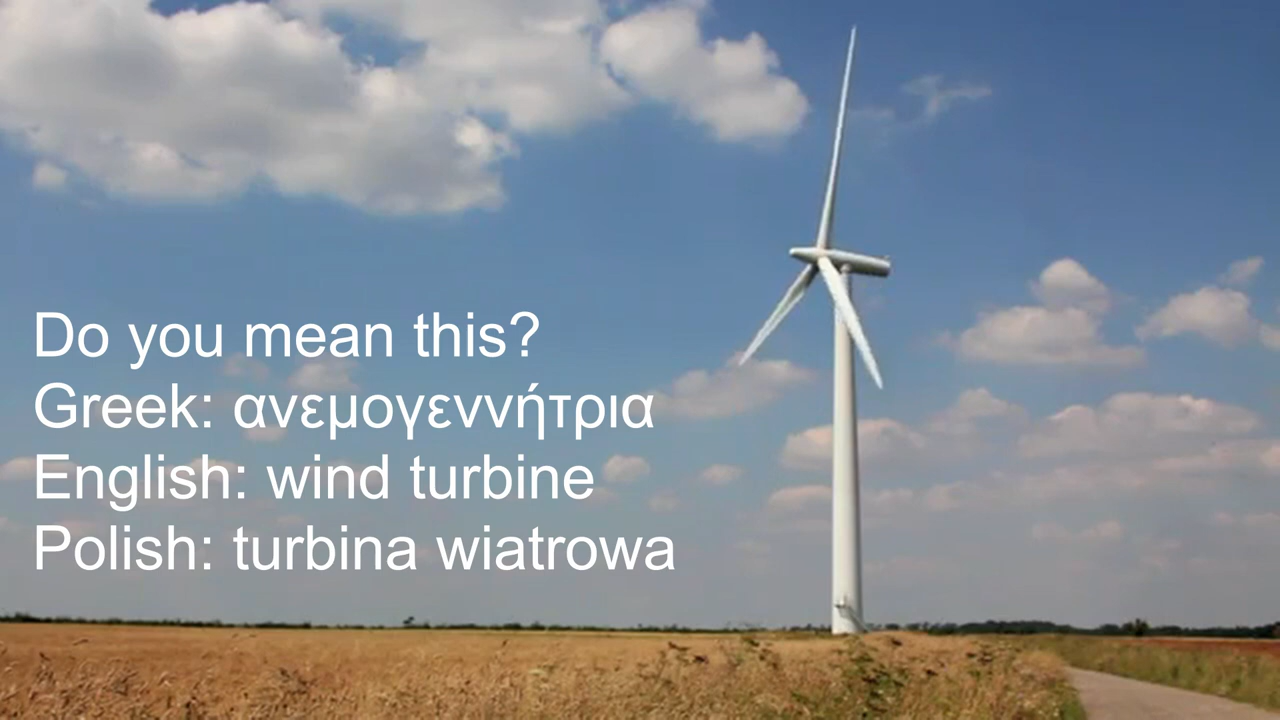 Do you mean this?
Greek: ανεμογεννήτρια
English: wind turbine
Polish: turbina wiatrowa